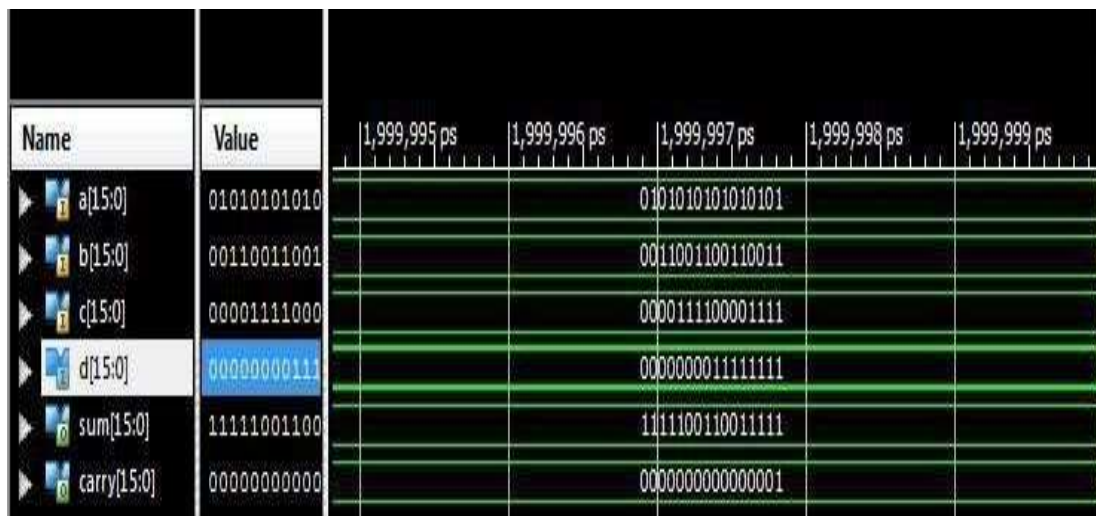 Name Value 1,999,995 ps 1,999,996 ps 1,999,997 ps 1,999,998 ps 1,999,999 ps
a[15:0] 01010101010 0101010101010101
b[15:0] 00110011001 0011001100110011
c[15:0] 00001111000 0000111100001111
d[15:0] 00000000111 0000000011111111
sum[15:0] 11111001100 1111100110011111
carry[15:0] 00000000000 0000000000000001